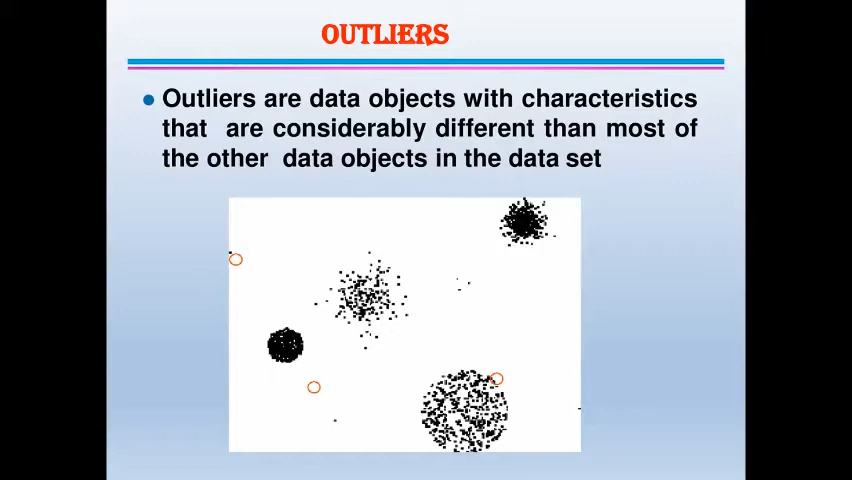 OUTLIERS
Outliers are data objects with characteristics
that are considerably different than most of
the other data objects in the data set